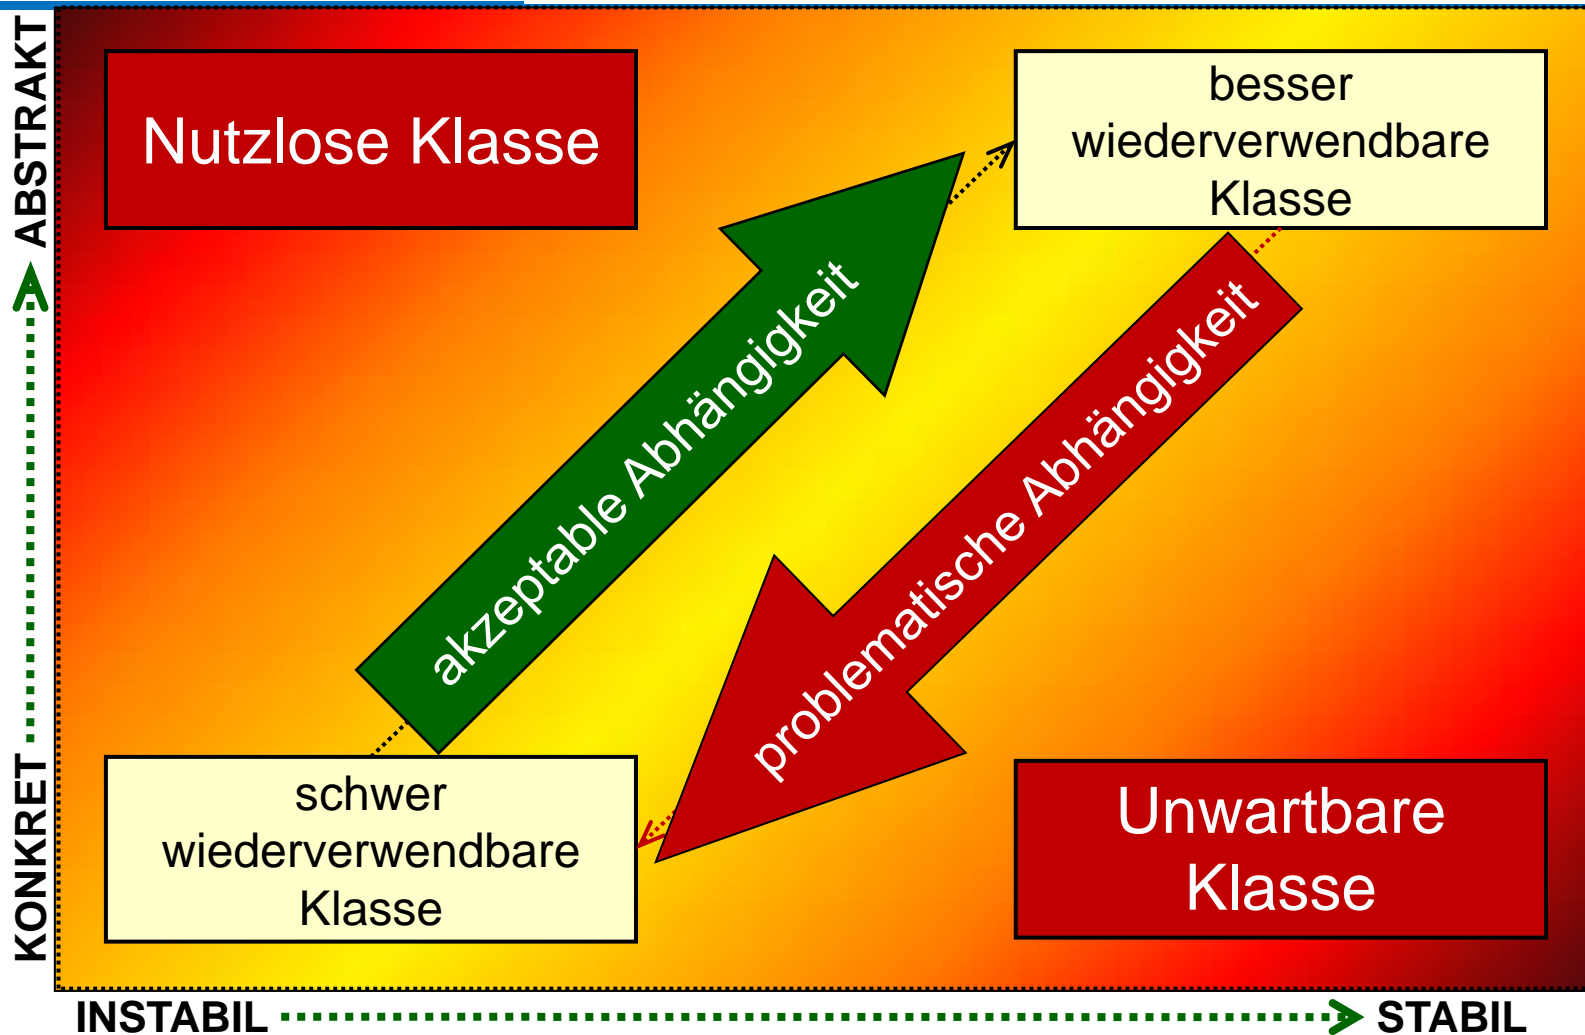 ABSTRAKT
KONKRET
Nutzlose Klasse
besser
wiederverwendbare
Klasse
akzeptable Abhängigkeit
problematische Abhängigkeit
schwer
wiederverwendbare
Klasse
Unwartbare
Klasse
INSTABIL
STABIL